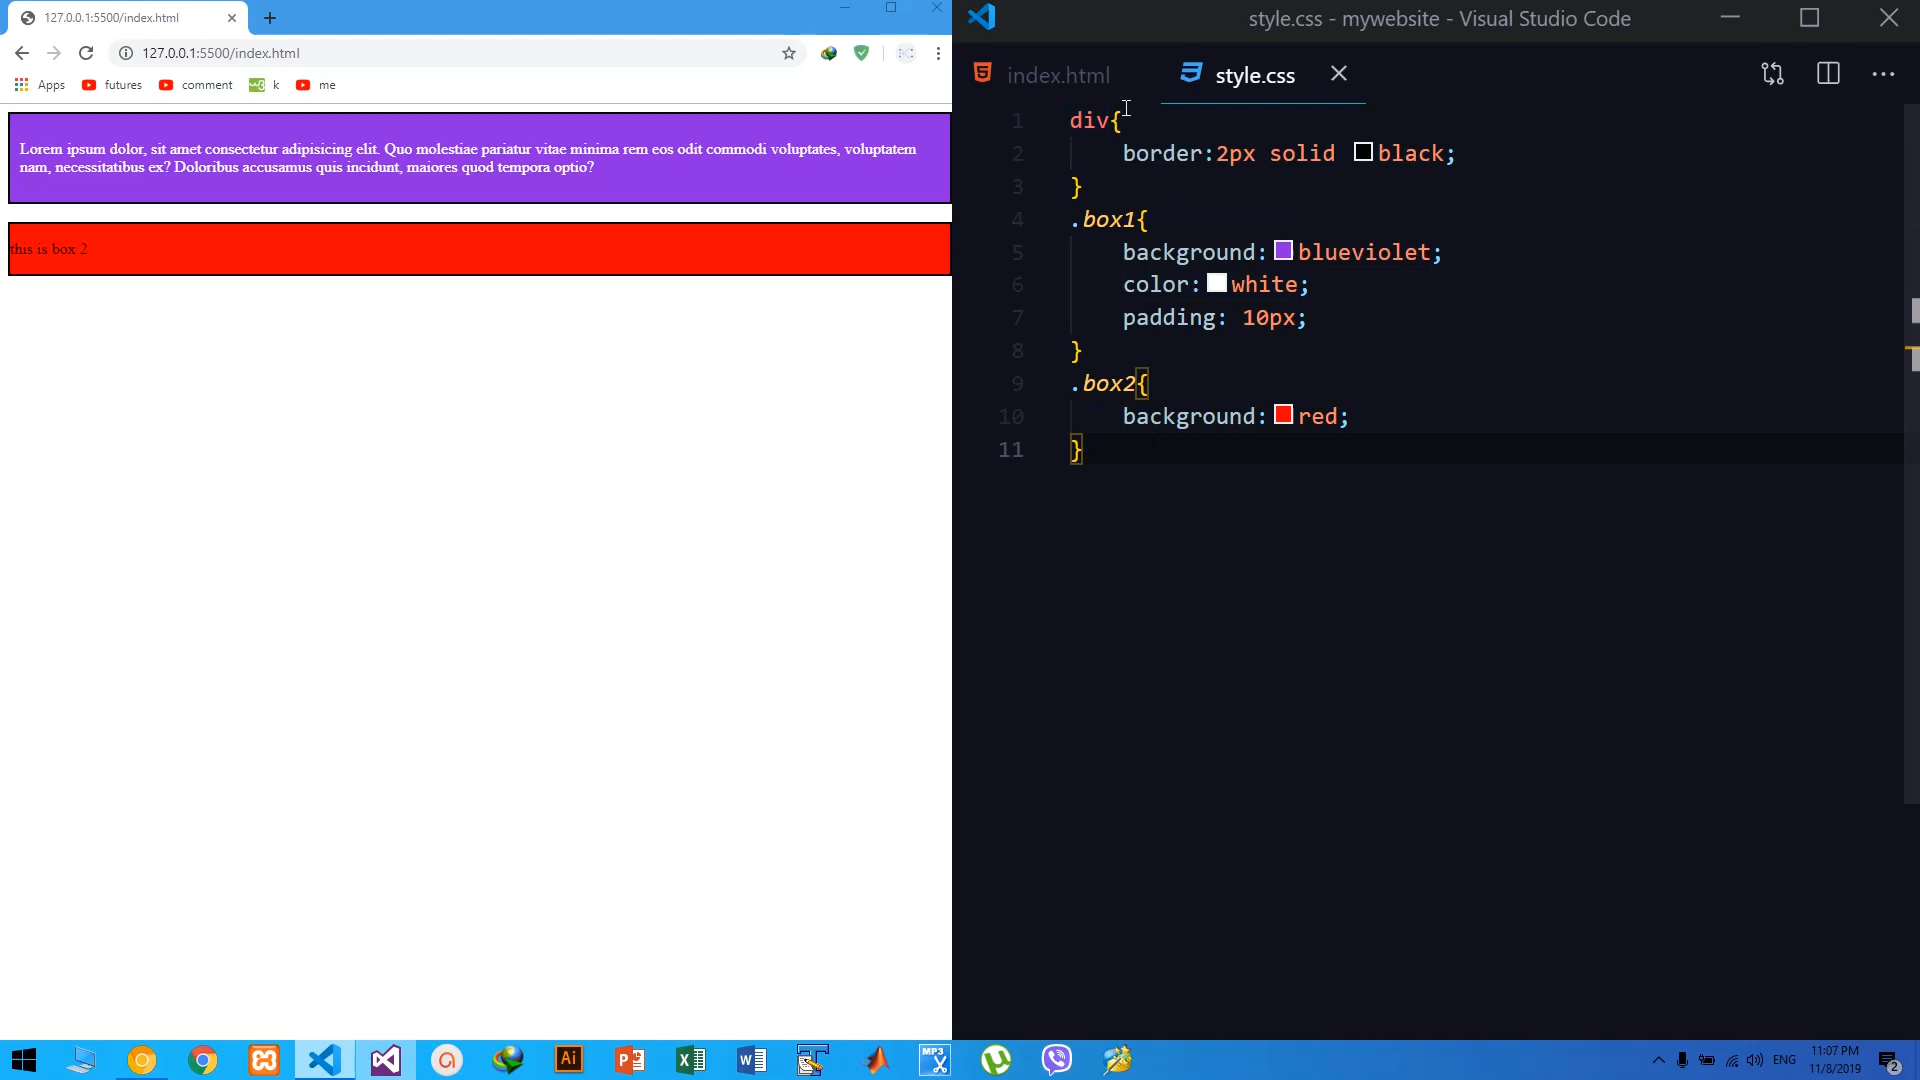 127.0.0.1:5500/index.html
127.0.0.1:5500/index.html
Apps futures comment k me
Lorem ipsum dolor, sit amet consectetur adipisicing elit. Quo molestiae pariatur vitae minima rem eos odit commodi voluptates, voluptatem
nam, necessitatibus ex? Doloribus accusamus quis incidunt, maiores quod tempora optio?
this is box 2
style.css - mywebsite - Visual Studio Code
index.html style.css
1 div{
2 border:2px solid black;
3 }
4 .box1{
5 background:blueviolet;
6 color:white;
7 padding: 10px;
8 }
9 .box2{
10 background:red;
11 }
Ai
MP3
ENG
11:07 PM
11/8/2019
2